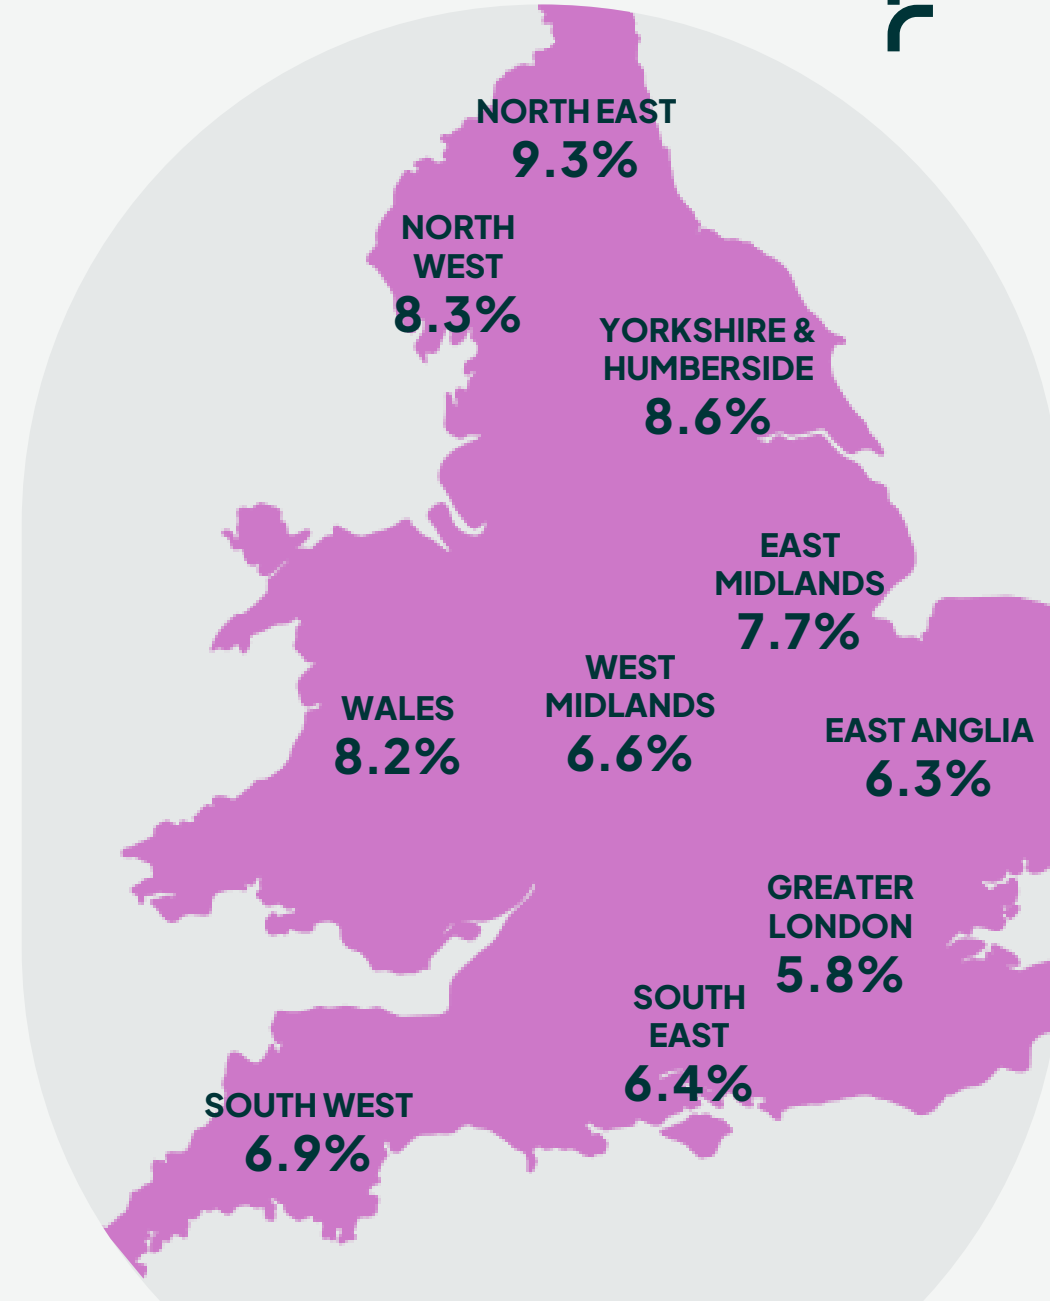 NORTH EAST
9.3%
NORTH
WEST
8.3%
YORKSHIRE &
HUMBERSIDE
8.6%
EAST
MIDLANDS
7.7%
WEST
MIDLANDS
6.6%
WALES
8.2%
EAST ANGLIA
6.3%
GREATER
LONDON
5.8%
SOUTH
EAST
6.4%
SOUTH WEST
6.9%